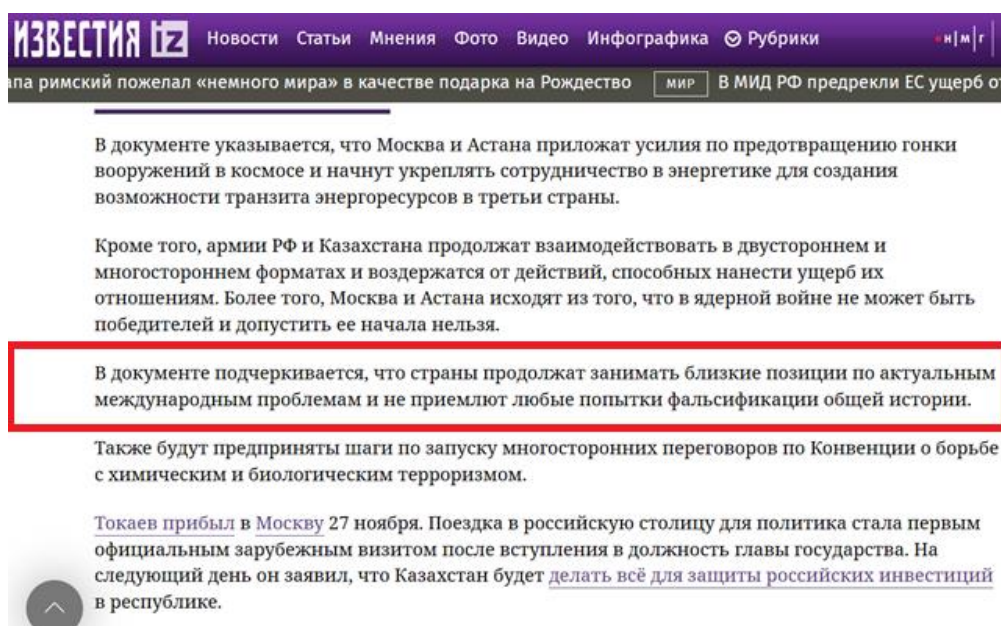 ИЗВЕСТИЯ iz Новости Статьи Мнения Фото Видео Инфографика Рубрики н|м|г
римский пожелал «немного мира» в качестве подарка на Рождество МИР В МИД РФ предрекли ЕС ущерб
В документе указывается, что Москва и Астана приложат усилия по предотвращению гонки
вооружений в космосе и начнут укреплять сотрудничество в энергетике для создания
возможности транзита энергоресурсов в третьи страны.
Кроме того, армии РФ и Казахстана продолжат взаимодействовать в двустороннем и
многостороннем форматах и воздержатся от действий, способных нанести ущерб их
отношениям. Более того, Москва и Астана исходят из того, что в ядерной войне не может быть
победителей и допустить ее начала нельзя.
В документе подчеркивается, что страны продолжат занимать близкие позиции по актуальным
международным проблемам и не приемлют любые попытки фальсификации общей истории.
Также будут предприняты шаги по запуску многосторонних переговоров по Конвенции о борьбе
с химическим и биологическим терроризмом.
Токаев прибыл в Москву 27 ноября. Поездка в российскую столицу для политика стала первым
официальным зарубежным визитом после вступления в должность главы государства. На
следующий день он заявил, что Казахстан будет делать всё для защиты российских инвестиций
в республике.